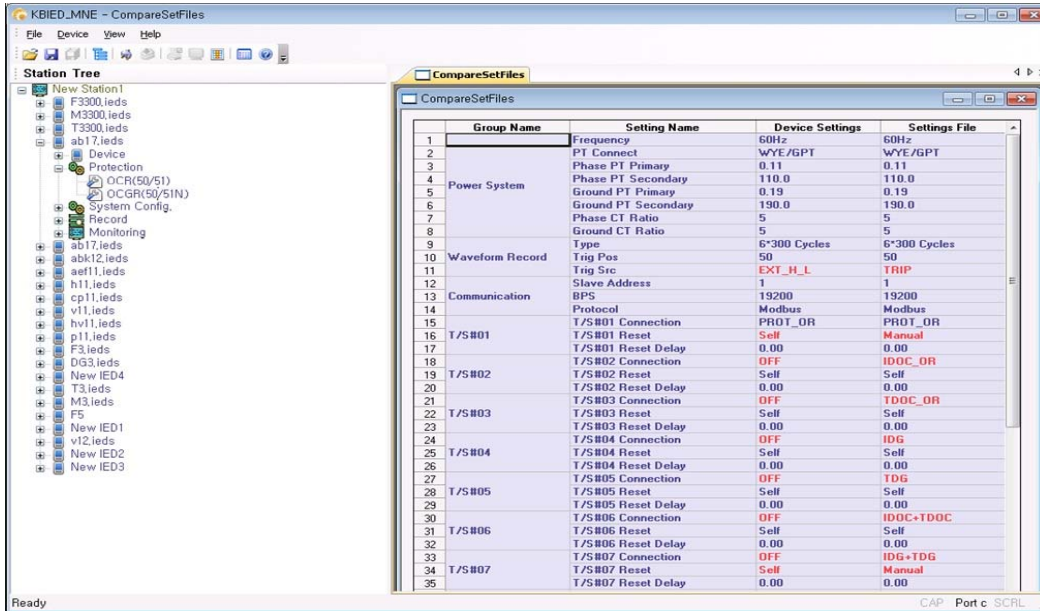 KBIED_MNE - CompareSetFiles
File Device View Help
Station Tree
New Station1
F3300.ieds
M3300.ieds
T3300.ieds
ab17.ieds
Device
Protection
OCR(50/51)
OCGR(50/51N)
System Config.
Record
Monitoring
ab17.ieds
abk12.ieds
aef11.ieds
h11.ieds
cp11.ieds
v11.ieds
hv11.ieds
p11.ieds
F3.ieds
DG3.ieds
New IED4
T3.ieds
M3.ieds
F5
New IED1
v12.ieds
New IED2
New IED3
CompareSetFiles
CompareSetFiles
Group Name Setting Name Device Settings Settings File
1 Frequency 60Hz 60Hz
2 PT Connect WYE/GPT WYE/GPT
3 Phase PT Primary 0.11 0.11
4 Phase PT Secondary 110.0 110.0
Power System
5 Ground PT Primary 0.19 0.19
6 Ground PT Secondary 190.0 190.0
7 Phase CT Ratio 5 5
8 Ground CT Ratio 5 5
9 Type 6*300 Cycles 6*300 Cycles
10 Waveform Record Trig Pos 50 50
11 Trig Src EXT_H_L TRIP
12 Slave Address 1 1
13 Communication BPS 19200 19200
14 Protocol Modbus Modbus
15 T/S#01 Connection PROT_OR PROT_OR
16 T/S#01 T/S#01 Reset Self Manual
17 T/S#01 Reset Delay 0.00 0.00
18 T/S#02 Connection OFF IDOC_OR
19 T/S#02 T/S#02 Reset Self Self
20 T/S#02 Reset Delay 0.00 0.00
21 T/S#03 Connection OFF TDOC_OR
22 T/S#03 T/S#03 Reset Self Self
23 T/S#03 Reset Delay 0.00 0.00
24 T/S#04 Connection OFF IDG
25 T/S#04 T/S#04 Reset Self Self
26 T/S#04 Reset Delay 0.00 0.00
27 T/S#05 Connection OFF TDG
28 T/S#05 T/S#05 Reset Self Self
29 T/S#05 Reset Delay 0.00 0.00
30 T/S#06 Connection OFF IDOC+TDOC
31 T/S#06 T/S#06 Reset Self Self
32 T/S#06 Reset Delay 0.00 0.00
33 T/S#07 Connection OFF IDG+TDG
34 T/S#07 T/S#07 Reset Self Manual
35 T/S#07 Reset Delay 0.00 0.00
Ready CAP Port c SCRL